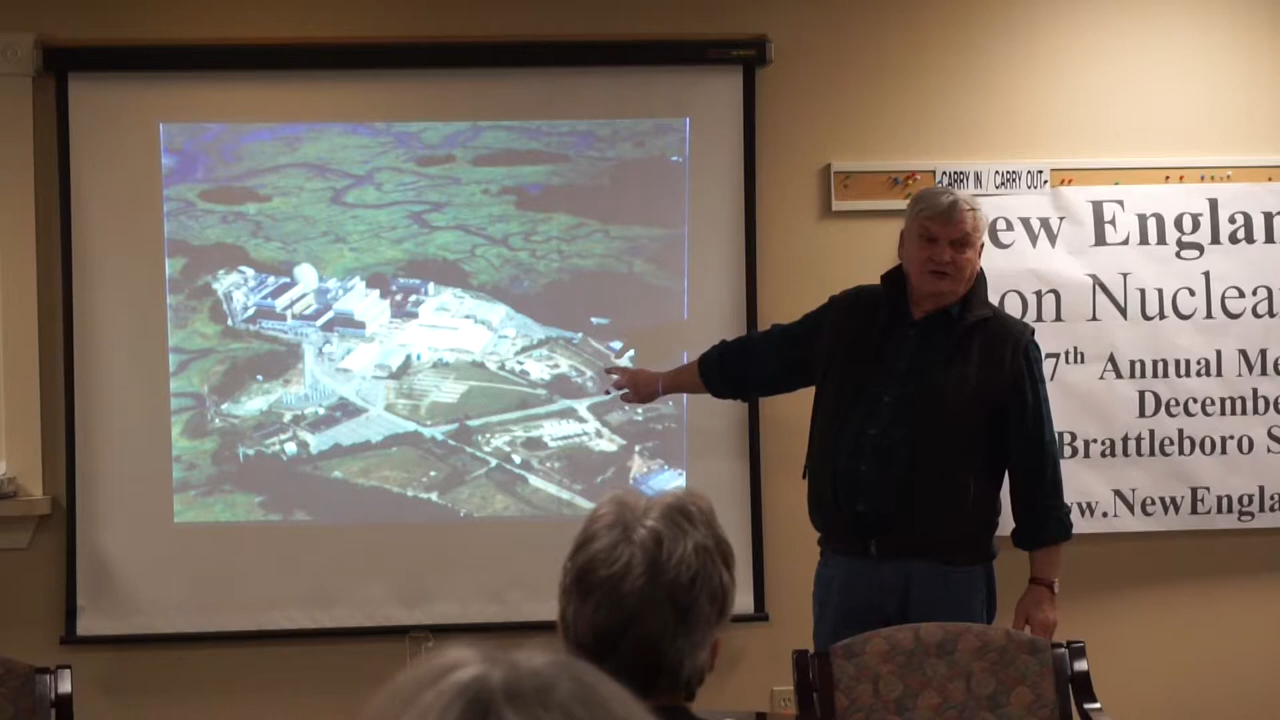 CARRY IN / CARRY OUT
ew Englan
on Nuclea
7th Annual Me
Decembe
Brattleboro S
w.NewEngla